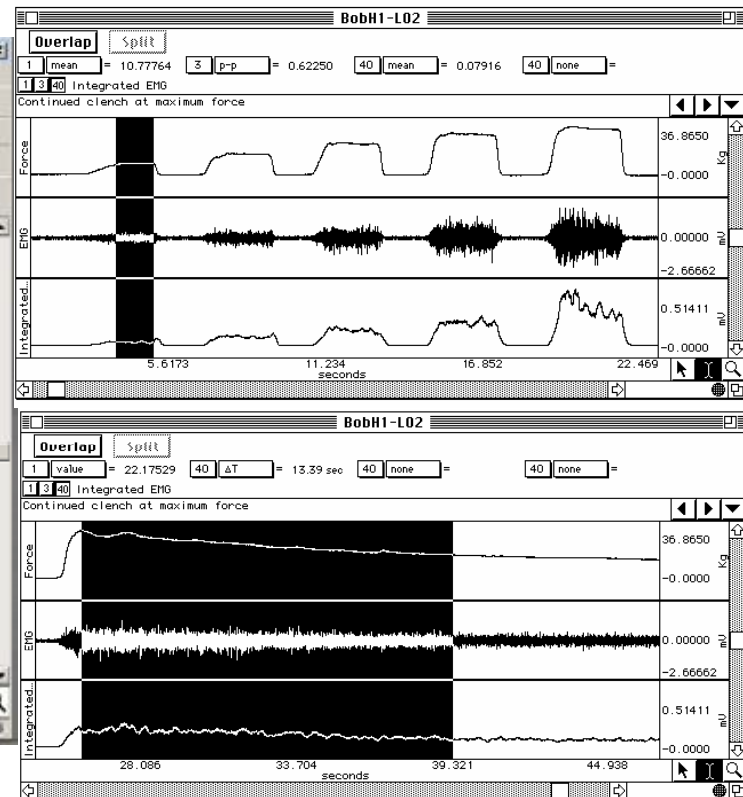 BobH1-L02
Overlap Split
1 mean = 10.77764 3 p-p = 0.62250 40 mean = 0.07916 40 none =
1 3 40 Integrated EMG
Continued clench at maximum force
Force
36.8650
Kg
-0.0000
EMG
0.00000
mV
-2.66662
Integrated...
0.51411
mV
-0.0000
5.6173 11.234 16.852 22.469
seconds
BobH1-L02
Overlap Split
1 value = 22.17529 40 ΔT = 13.39 sec 40 none = 40 none =
1 3 40 Integrated EMG
Continued clench at maximum force
Force
36.8650
Kg
-0.0000
EMG
0.00000
mV
-2.66662
Integrated...
0.51411
mV
-0.0000
28.086 33.704 39.321 44.938
seconds